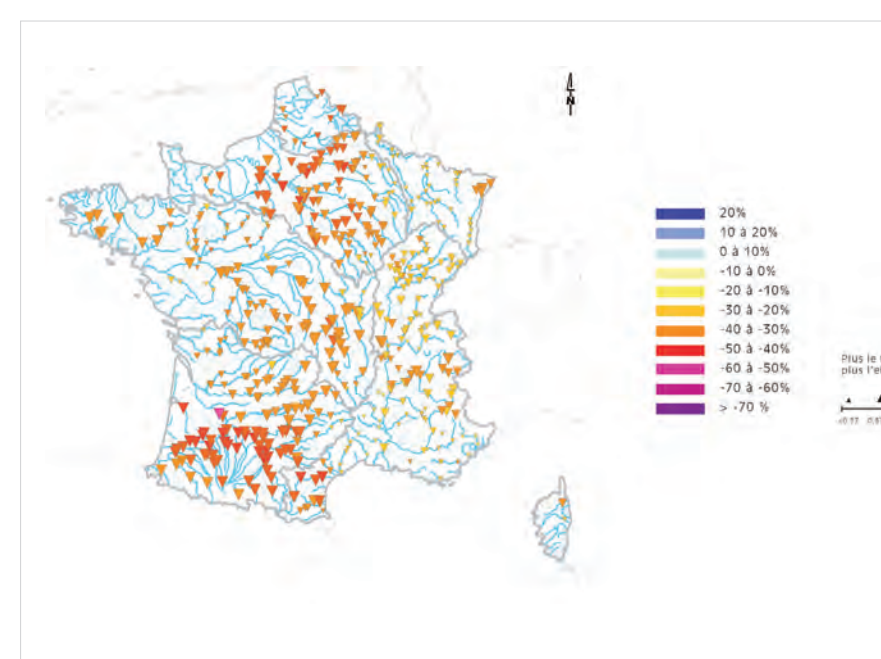 N
20%
10 à 20%
0 à 10%
-10 à 0%
-20 à -10%
-30 à -20%
-40 à -30%
-50 à -40%
-60 à -50%
-70 à -60%
> -70 %
Plus le
plus l'e